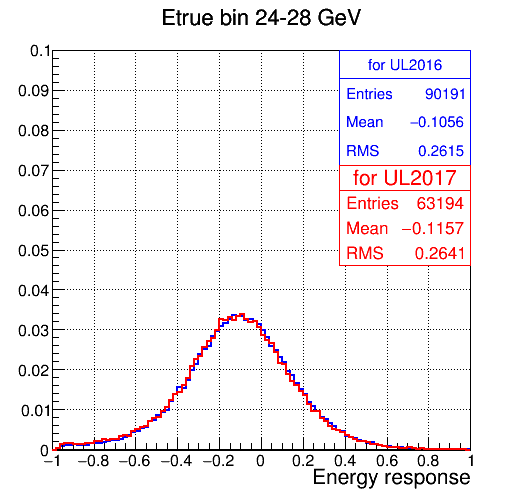 Etrue bin 24-28 GeV
for UL2016
Entries 90191
Mean −0.1056
RMS 0.2615
for UL2017
Entries 63194
Mean −0.1157
RMS 0.2641
0.1
0.09
0.08
0.07
0.06
0.05
0.04
0.03
0.02
0.01
0
−1 −0.8 −0.6 −0.4 −0.2 0 0.2 0.4 0.6 0.8 1
Energy response